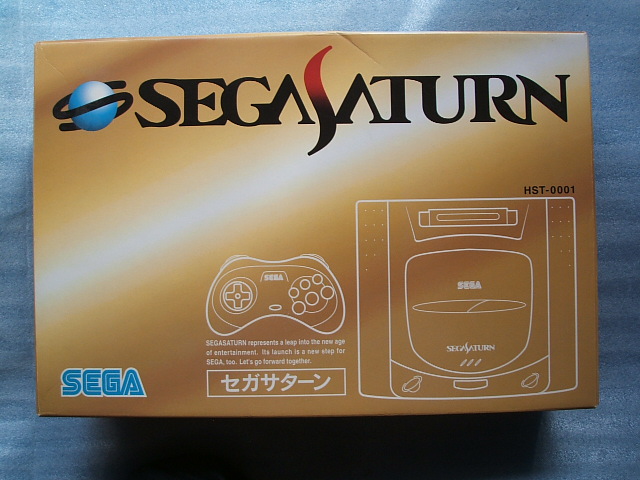 SEGASATURN
HST-0001
SEGA
SEGA
SEGASATURN
SEGASATURN represents a leap into the new age
of entertainment. Its launch is a new step for
SEGA, too. Let's go forward together.
セガサターン
SEGA